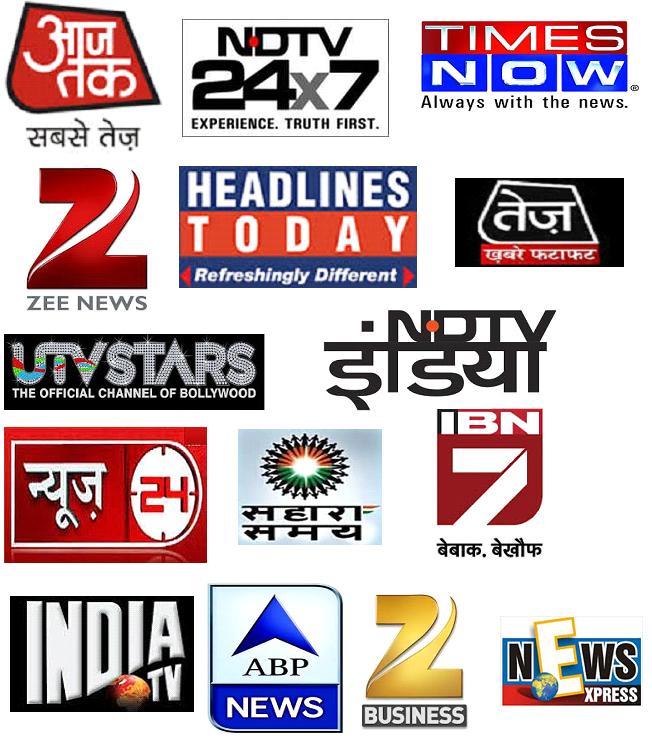 आज
तक
सबसे तेज़
NDTV
24x7
EXPERIENCE. TRUTH FIRST.
TIMES
NOW
®
Always with the news.
Z
ZEE NEWS
HEADLINES
TODAY
Refreshingly Different
तेज़
ख़बरे फटाफट
UTVSTARS
THE OFFICIAL CHANNEL OF BOLLYWOOD
NDTV
इंडिया
न्यूज़
24
सहारा
समय
IBN
7
बेबाक. बेखौफ
INDIA
TV
ABP
NEWS
Z
BUSINESS
NEWS
XPRESS